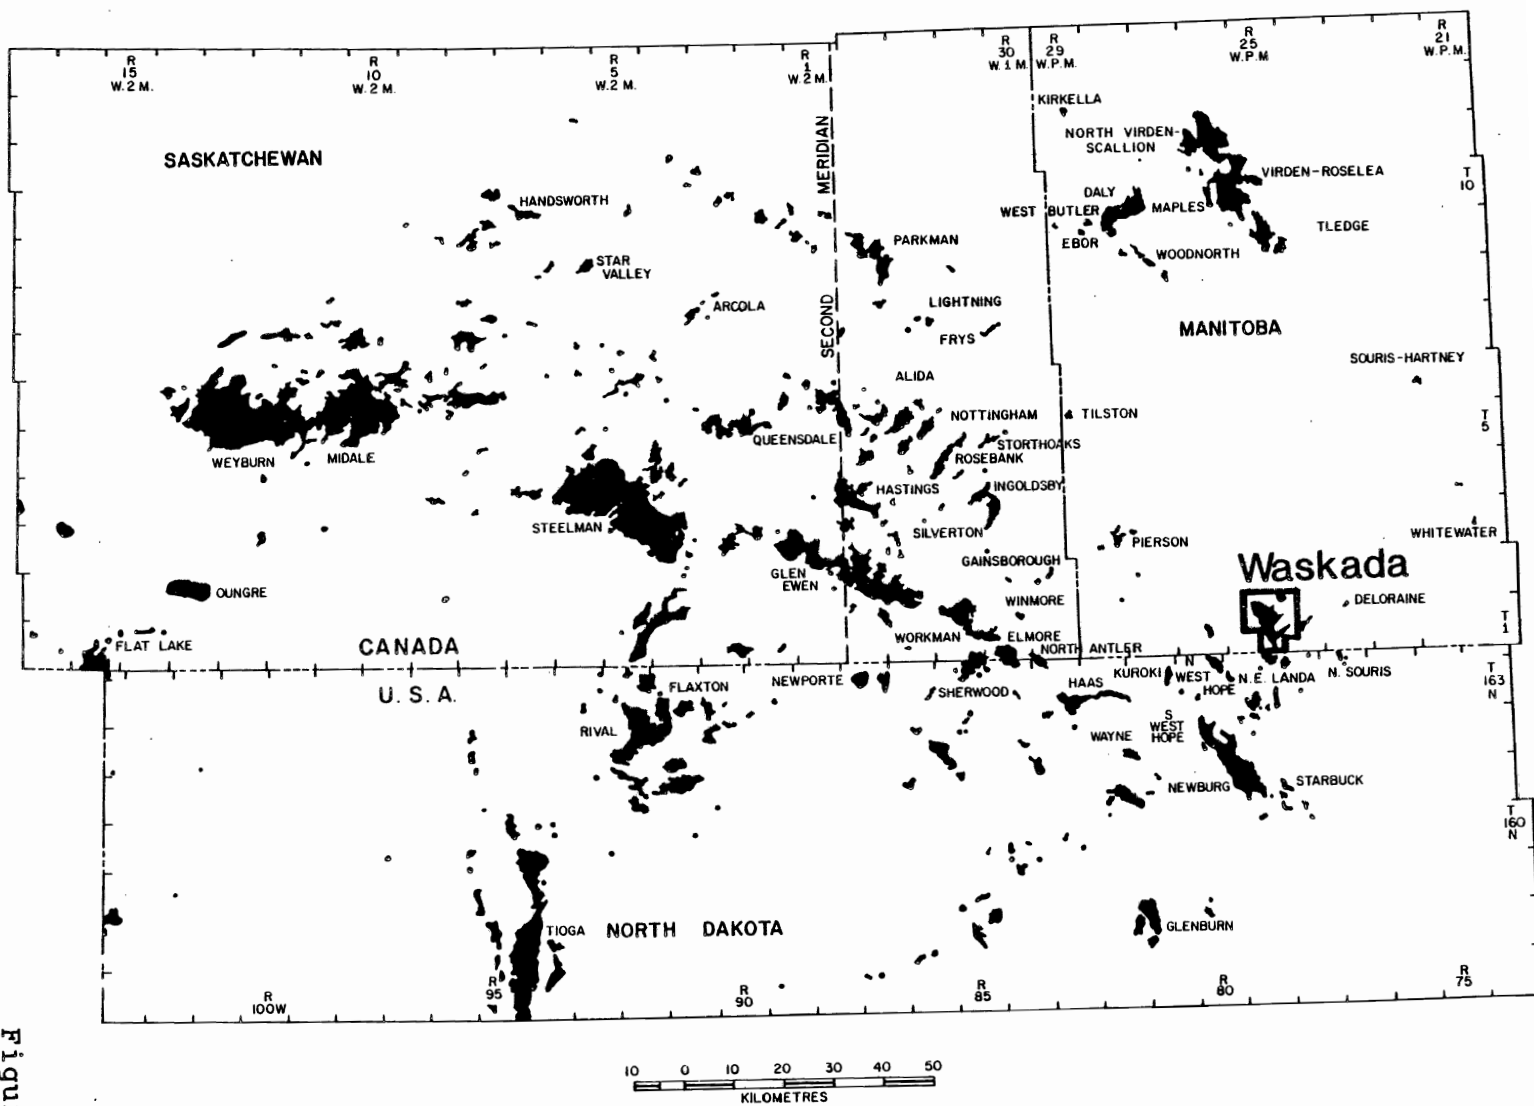 R
15
W.2 M.
R
10
W.2 M.
R
5
W.2 M.
R
1
W.2 M.
R
30
W.1 M.
R
29
W.P.M.
R
25
W.P.M
R
21
W.P.M.
SASKATCHEWAN
SECOND MERIDIAN
KIRKELLA
NORTH VIRDEN-
SCALLION
VIRDEN-ROSELEA
T
10
DALY
WEST BUTLER
MAPLES
EBOR
TLEDGE
WOODNORTH
HANDSWORTH
PARKMAN
STAR
VALLEY
ARCOLA
LIGHTNING
FRYS
MANITOBA
SOURIS-HARTNEY
ALIDA
NOTTINGHAM
TILSTON
T
5
QUEENSDALE
STORTHOAKS
ROSEBANK
WEYBURN
MIDALE
HASTINGS
INGOLDSBY
STEELMAN
SILVERTON
WHITEWATER
PIERSON
GAINSBOROUGH
Waskada
GLEN
EWEN
OUNGRE
WINMORE
DELORAINE
T
1
WORKMAN
ELMORE
FLAT LAKE
CANADA
NORTH ANTLER
U.S.A.
FLAXTON
NEWPORTE
SHERWOOD
HAAS
KUROKI
N
WEST
HOPE
N.E. LANDA
N. SOURIS
T
163
N
RIVAL
WAYNE
S
WEST
HOPE
NEWBURG
STARBUCK
T
160
N
TIOGA
NORTH DAKOTA
GLENBURN
R
100W
R
95
R
90
R
85
R
80
R
75
10 0 10 20 30 40 50
KILOMETRES
Figu